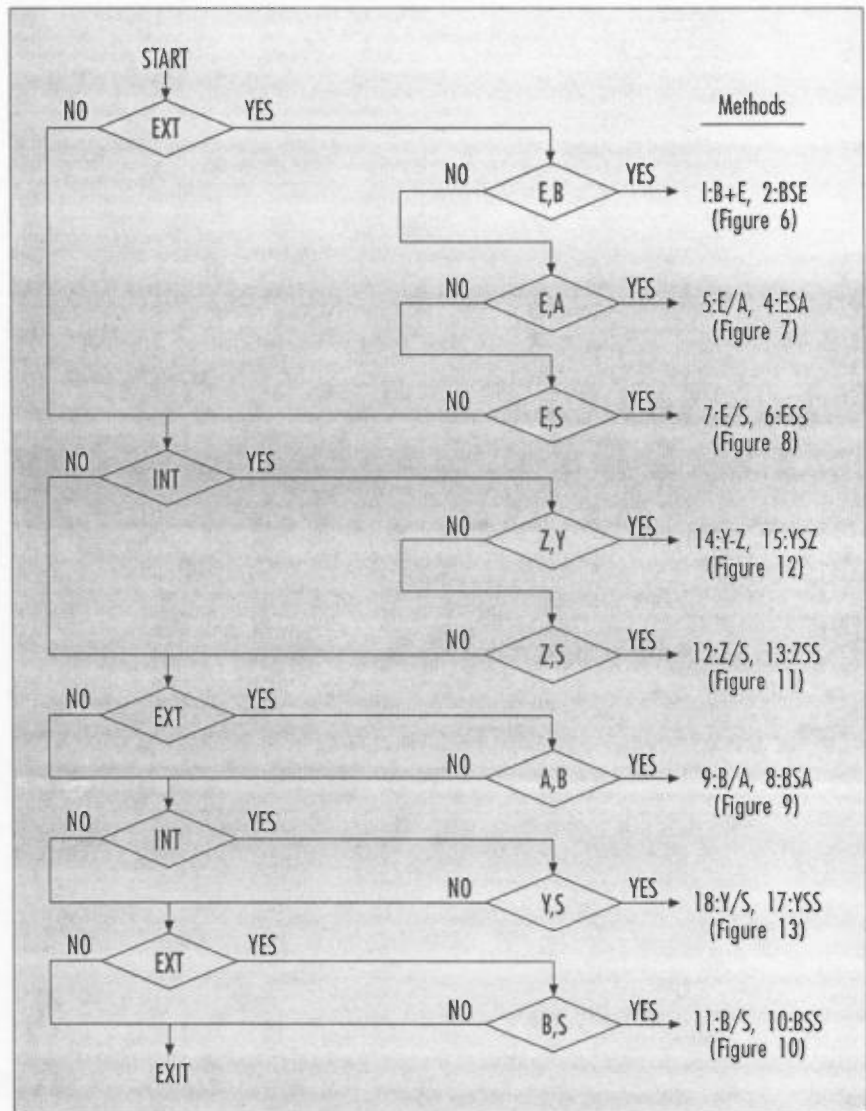 START
NO EXT YES Methods
NO E,B YES 1:B+E, 2:BSE
(Figure 6)
NO E,A YES 5:E/A, 4:ESA
(Figure 7)
NO E,S YES 7:E/S, 6:ESS
(Figure 8)
NO INT YES
NO Z,Y YES 14:Y-Z, 15:YSZ
(Figure 12)
NO Z,S YES 12:Z/S, 13:ZSS
(Figure 11)
NO EXT YES
NO A,B YES 9:B/A, 8:BSA
(Figure 9)
NO INT YES
NO Y,S YES 18:Y/S, 17:YSS
(Figure 13)
NO EXT YES
NO B,S YES 11:B/S, 10:BSS
(Figure 10)
EXIT